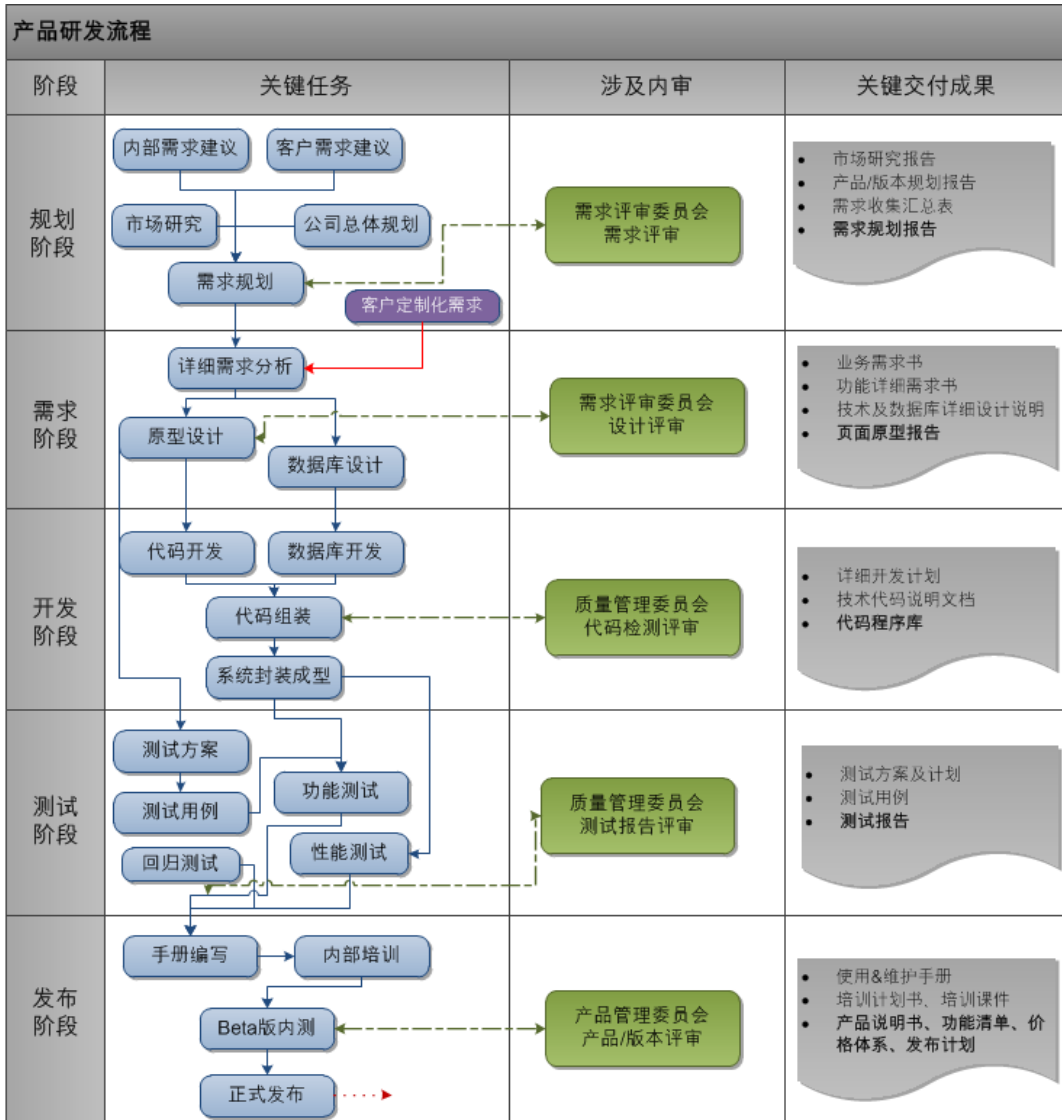 产品研发流程
阶段
关键任务
涉及内审
关键交付成果
规划
阶段
内部需求建议
客户需求建议
市场研究
公司总体规划
需求规划
客户定制化需求
需求评审委员会
需求评审
市场研究报告
产品/版本规划报告
需求收集汇总表
需求规划报告
需求
阶段
详细需求分析
原型设计
数据库设计
需求评审委员会
设计评审
业务需求书
功能详细需求书
技术及数据库详细设计说明
页面原型报告
开发
阶段
代码开发
数据库开发
代码组装
系统封装成型
质量管理委员会
代码检测评审
详细开发计划
技术代码说明文档
代码程序库
测试
阶段
测试方案
测试用例
功能测试
回归测试
性能测试
质量管理委员会
测试报告评审
测试方案及计划
测试用例
测试报告
发布
阶段
手册编写
内部培训
Beta版内测
正式发布
产品管理委员会
产品/版本评审
使用&维护手册
培训计划书、培训课件
产品说明书、功能清单、价
格体系、发布计划